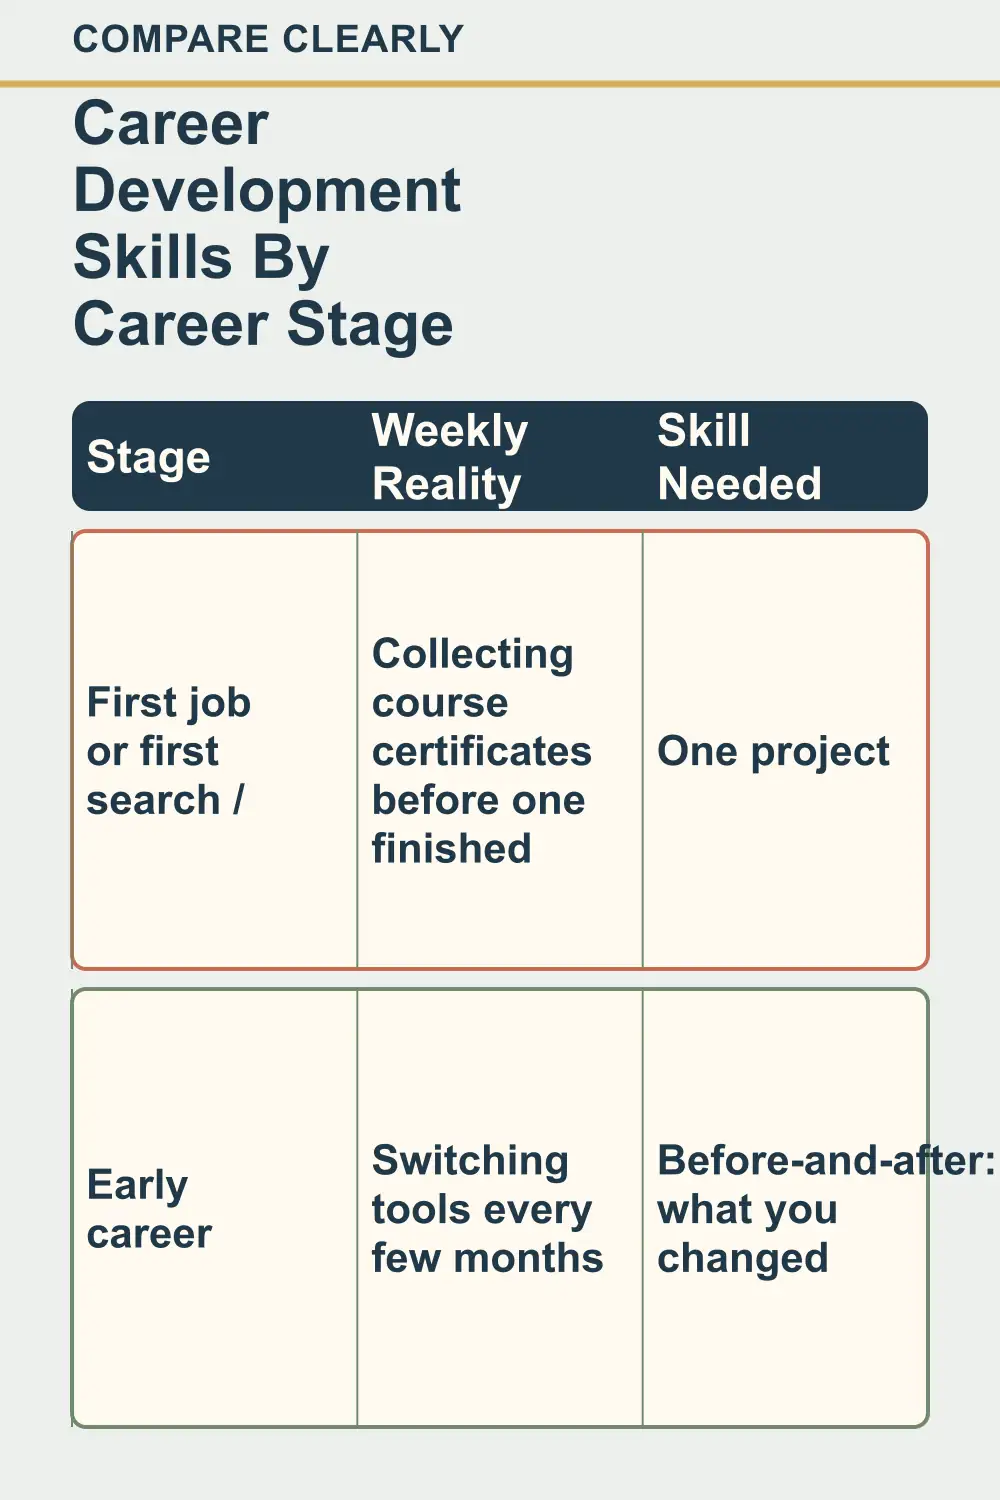 COMPARE CLEARLY
Career
Development
Skills By
Career Stage
Stage
Weekly
Reality
Skill
Needed
First job
or first
search /
Collecting
course
certificates
before one
finished
One project
Early
career
Switching
tools every
few months
Before-and-after:
what you
changed